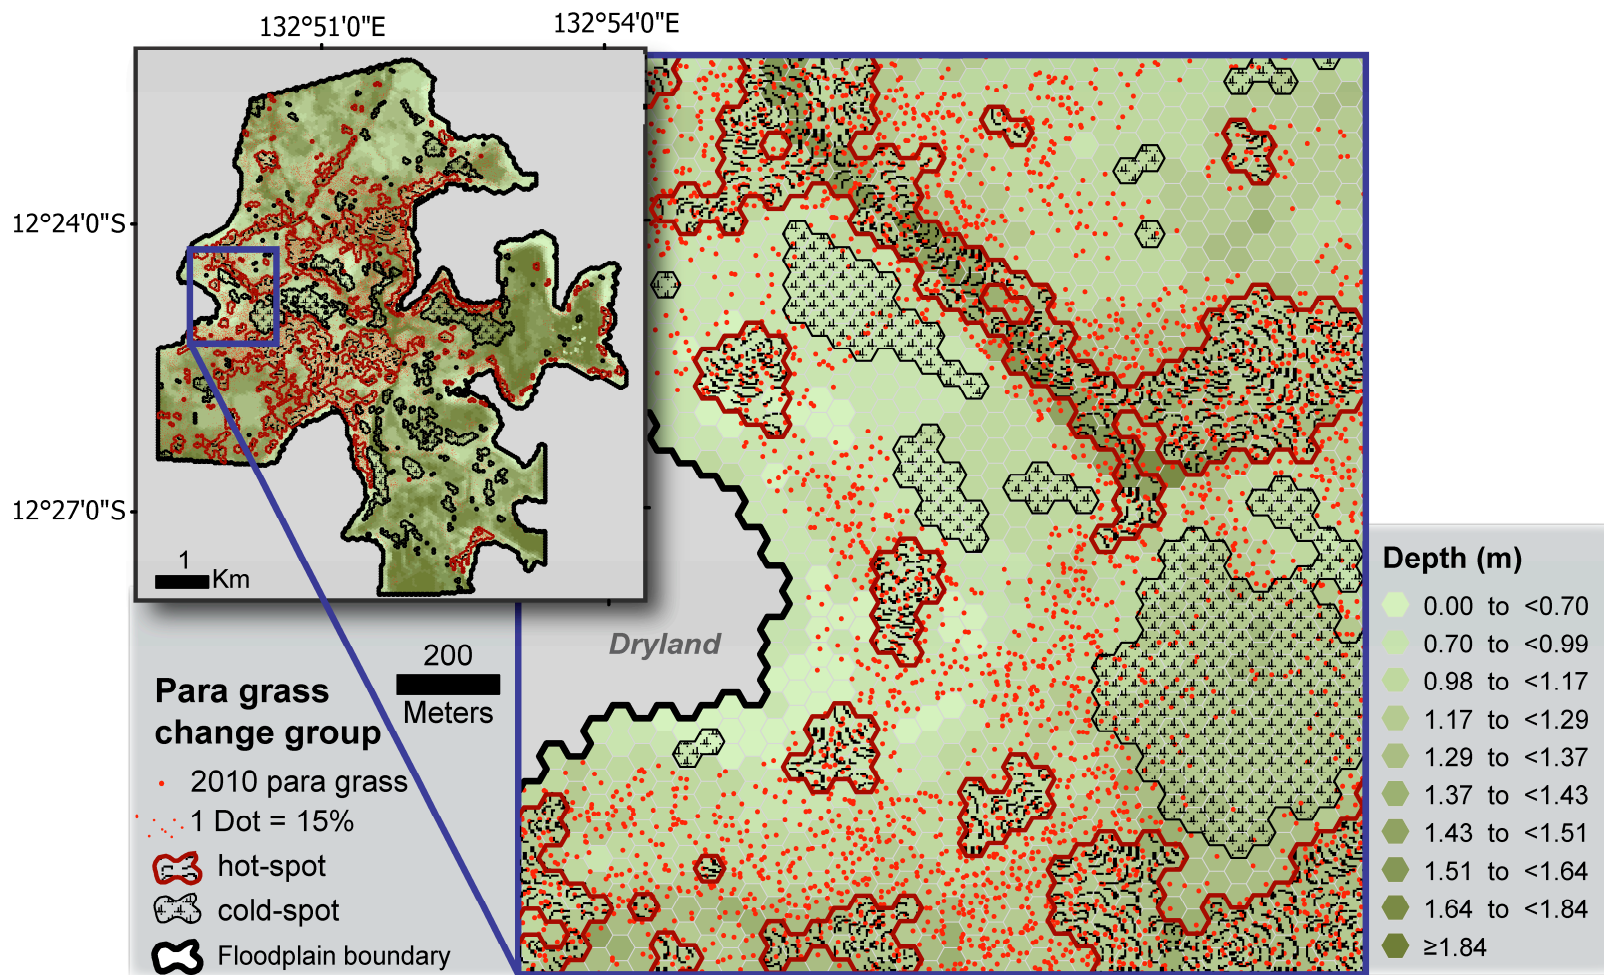 132°51'0"E
132°54'0"E
12°24'0"S
12°27'0"S
1
Km
Dryland
200
Meters
Para grass
change group
2010 para grass
1 Dot = 15%
hot-spot
cold-spot
Floodplain boundary
Depth (m)
0.00 to <0.70
0.70 to <0.99
0.98 to <1.17
1.17 to <1.29
1.29 to <1.37
1.37 to <1.43
1.43 to <1.51
1.51 to <1.64
1.64 to <1.84
≥1.84